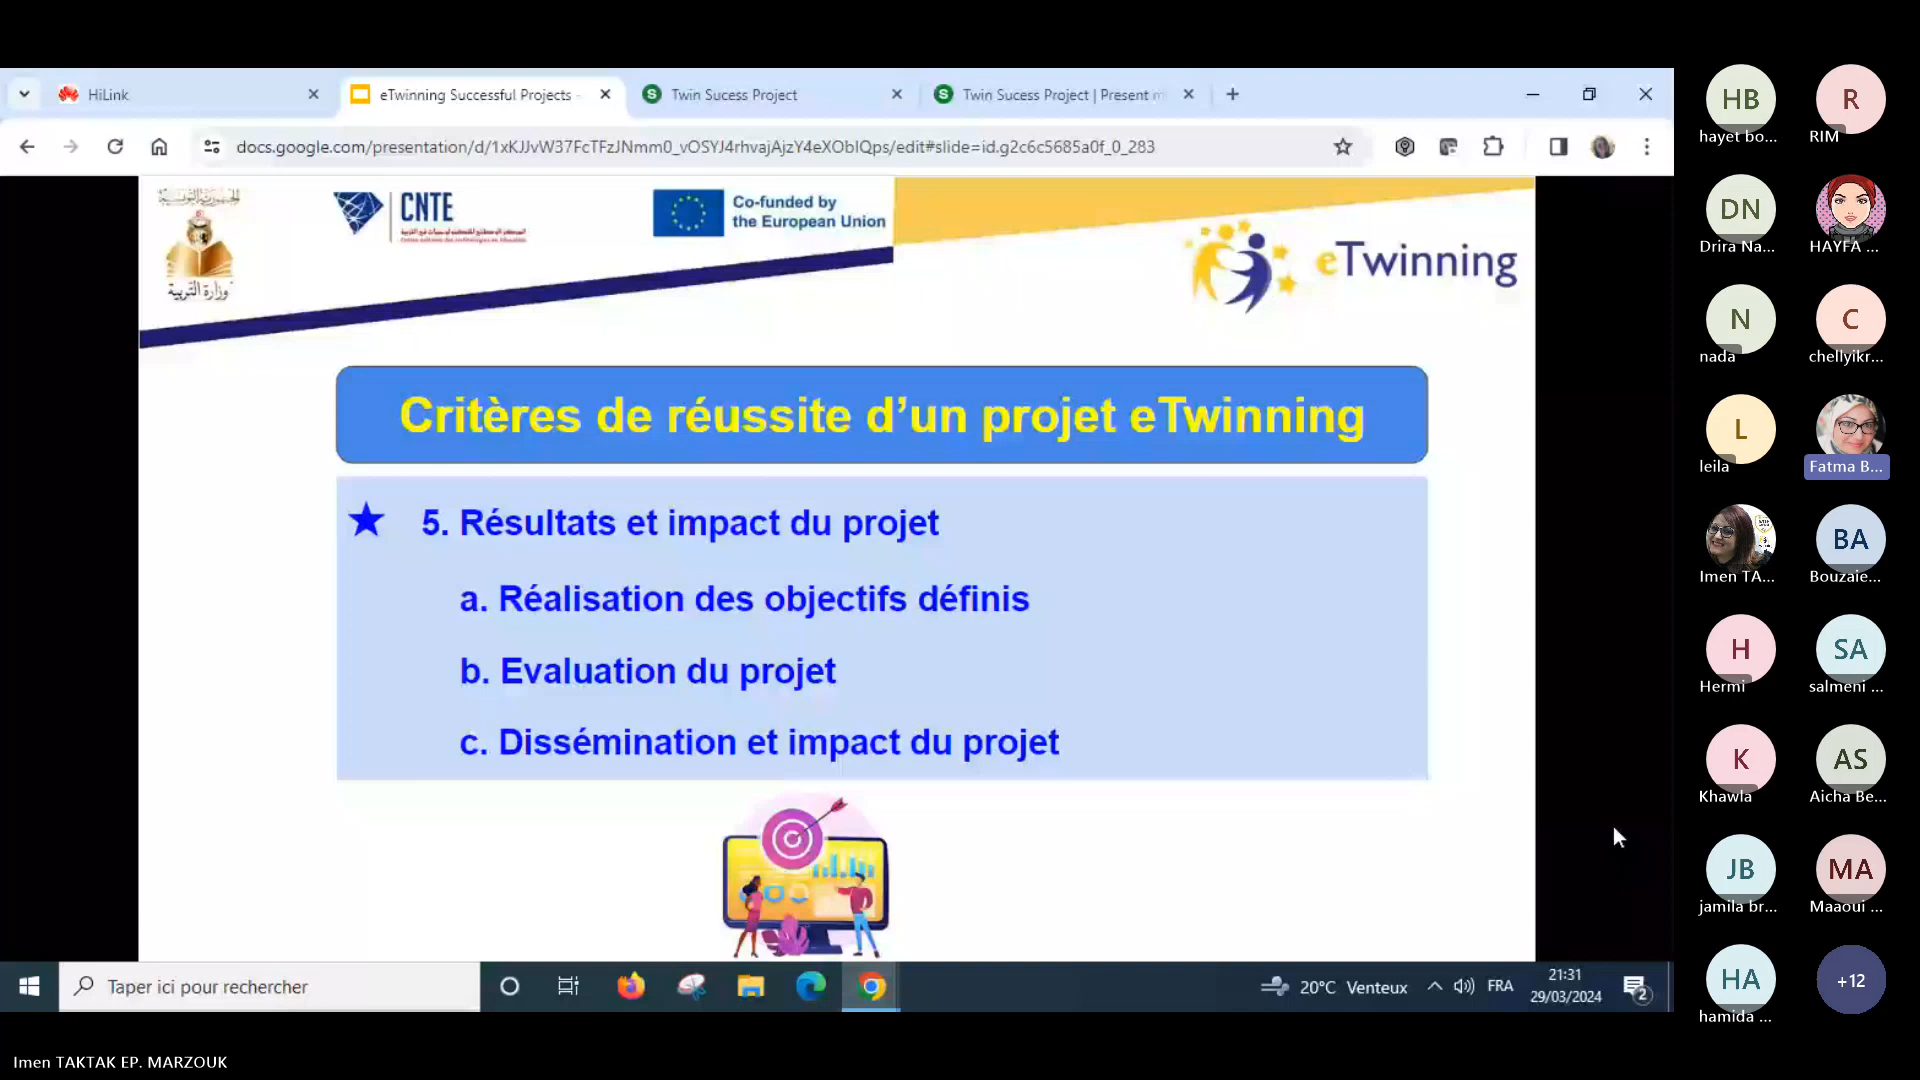 HiLink
eTwinning Successful Projects -
Twin Sucess Project
Twin Sucess Project | Present m
docs.google.com/presentation/d/1xKJJvW37FcTFzJNmm0_vOSYJ4rhvajAjzY4eXObIQps/edit#slide=id.g2c6c5685a0f_0_283
الجمهورية التونسية
وزارة التربية
CNTE
Co-funded by
the European Union
eTwinning
Critères de réussite d’un projet eTwinning
5. Résultats et impact du projet
a. Réalisation des objectifs définis
b. Evaluation du projet
c. Dissémination et impact du projet
Taper ici pour rechercher
20°C Venteux
FRA
21:31
29/03/2024
2
HB
hayet bo...
R
RIM
DN
Drira Na...
HAYFA ...
N
nada
C
chellyikr...
L
leila
Fatma B...
Imen TA...
BA
Bouzaie...
H
Hermi
SA
salmeni ...
K
Khawla
AS
Aicha Be...
JB
jamila br...
MA
Maaoui ...
HA
hamida ...
+12
Imen TAKTAK EP. MARZOUK